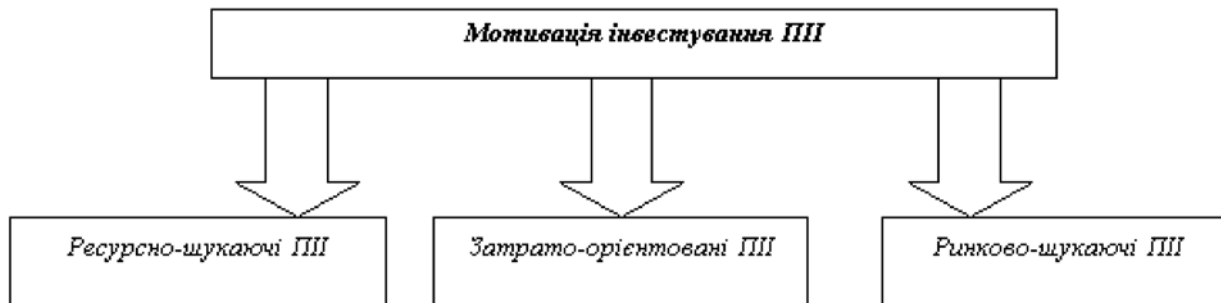 Мотивація інвестування ПІІ
Ресурсно-шукаючі ПІІ
Затрато-орієнтовані ПІІ
Ринково-шукаючі ПІІ